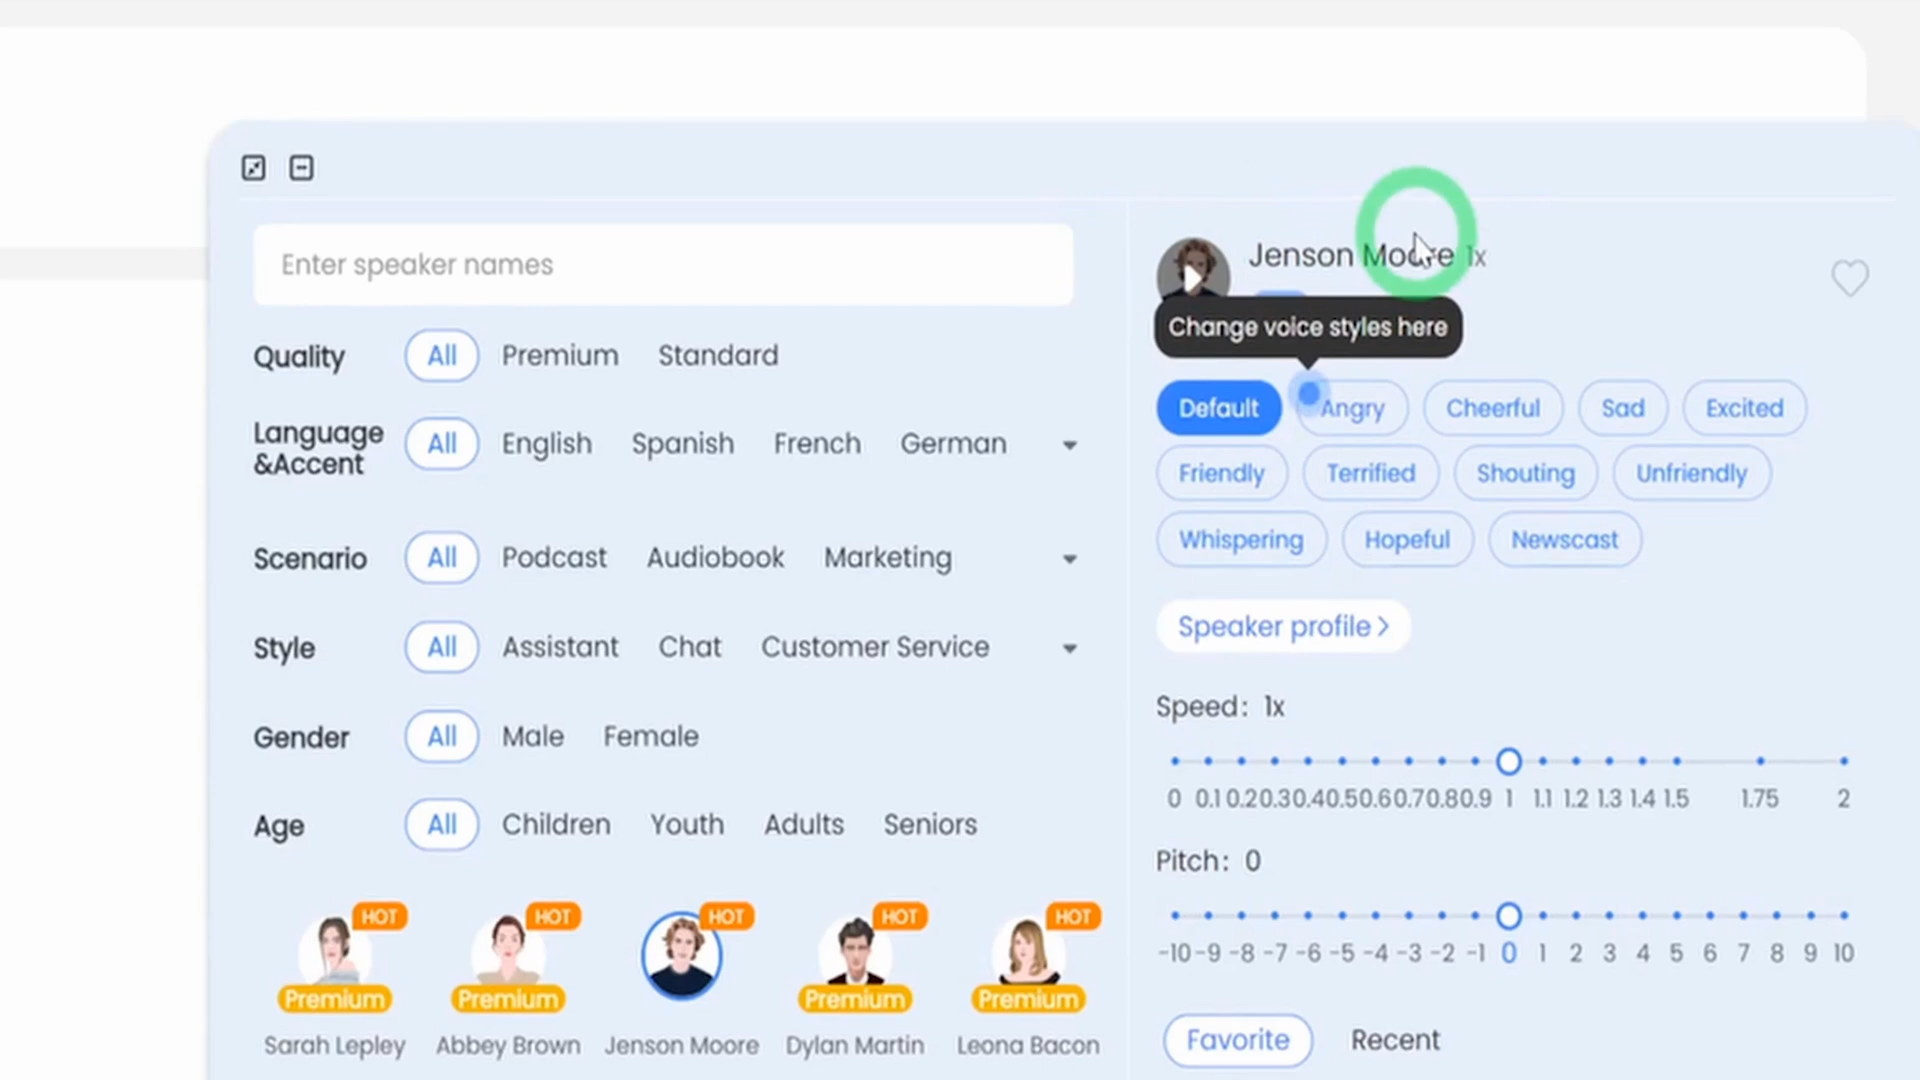 Enter speaker names
Quality All Premium Standard
Language
&Accent All English Spanish French German
Scenario All Podcast Audiobook Marketing
Style All Assistant Chat Customer Service
Gender All Male Female
Age All Children Youth Adults Seniors
HOT HOT HOT HOT HOT
Premium Premium Premium Premium
Sarah Lepley Abbey Brown Jenson Moore Dylan Martin Leona Bacon
Jenson Moore 1x
Change voice styles here
Default Angry Cheerful Sad Excited
Friendly Terrified Shouting Unfriendly
Whispering Hopeful Newscast
Speaker profile >
Speed: 1x
0 0.1 0.2 0.3 0.4 0.5 0.6 0.7 0.8 0.9 1 1.1 1.2 1.3 1.4 1.5 1.75 2
Pitch: 0
-10 -9 -8 -7 -6 -5 -4 -3 -2 -1 0 1 2 3 4 5 6 7 8 9 10
Favorite Recent